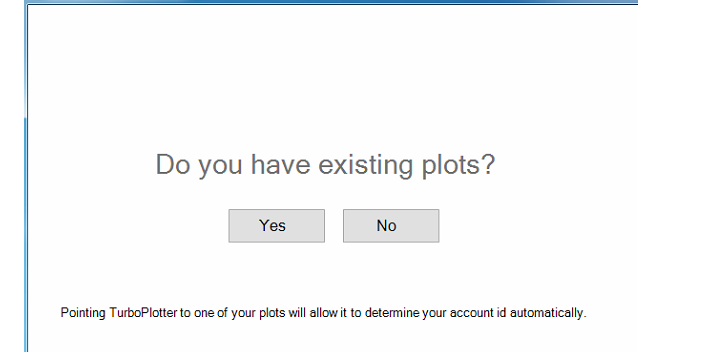 Do you have existing plots?
Yes No
Pointing TurboPlotter to one of your plots will allow it to determine your account id automatically.